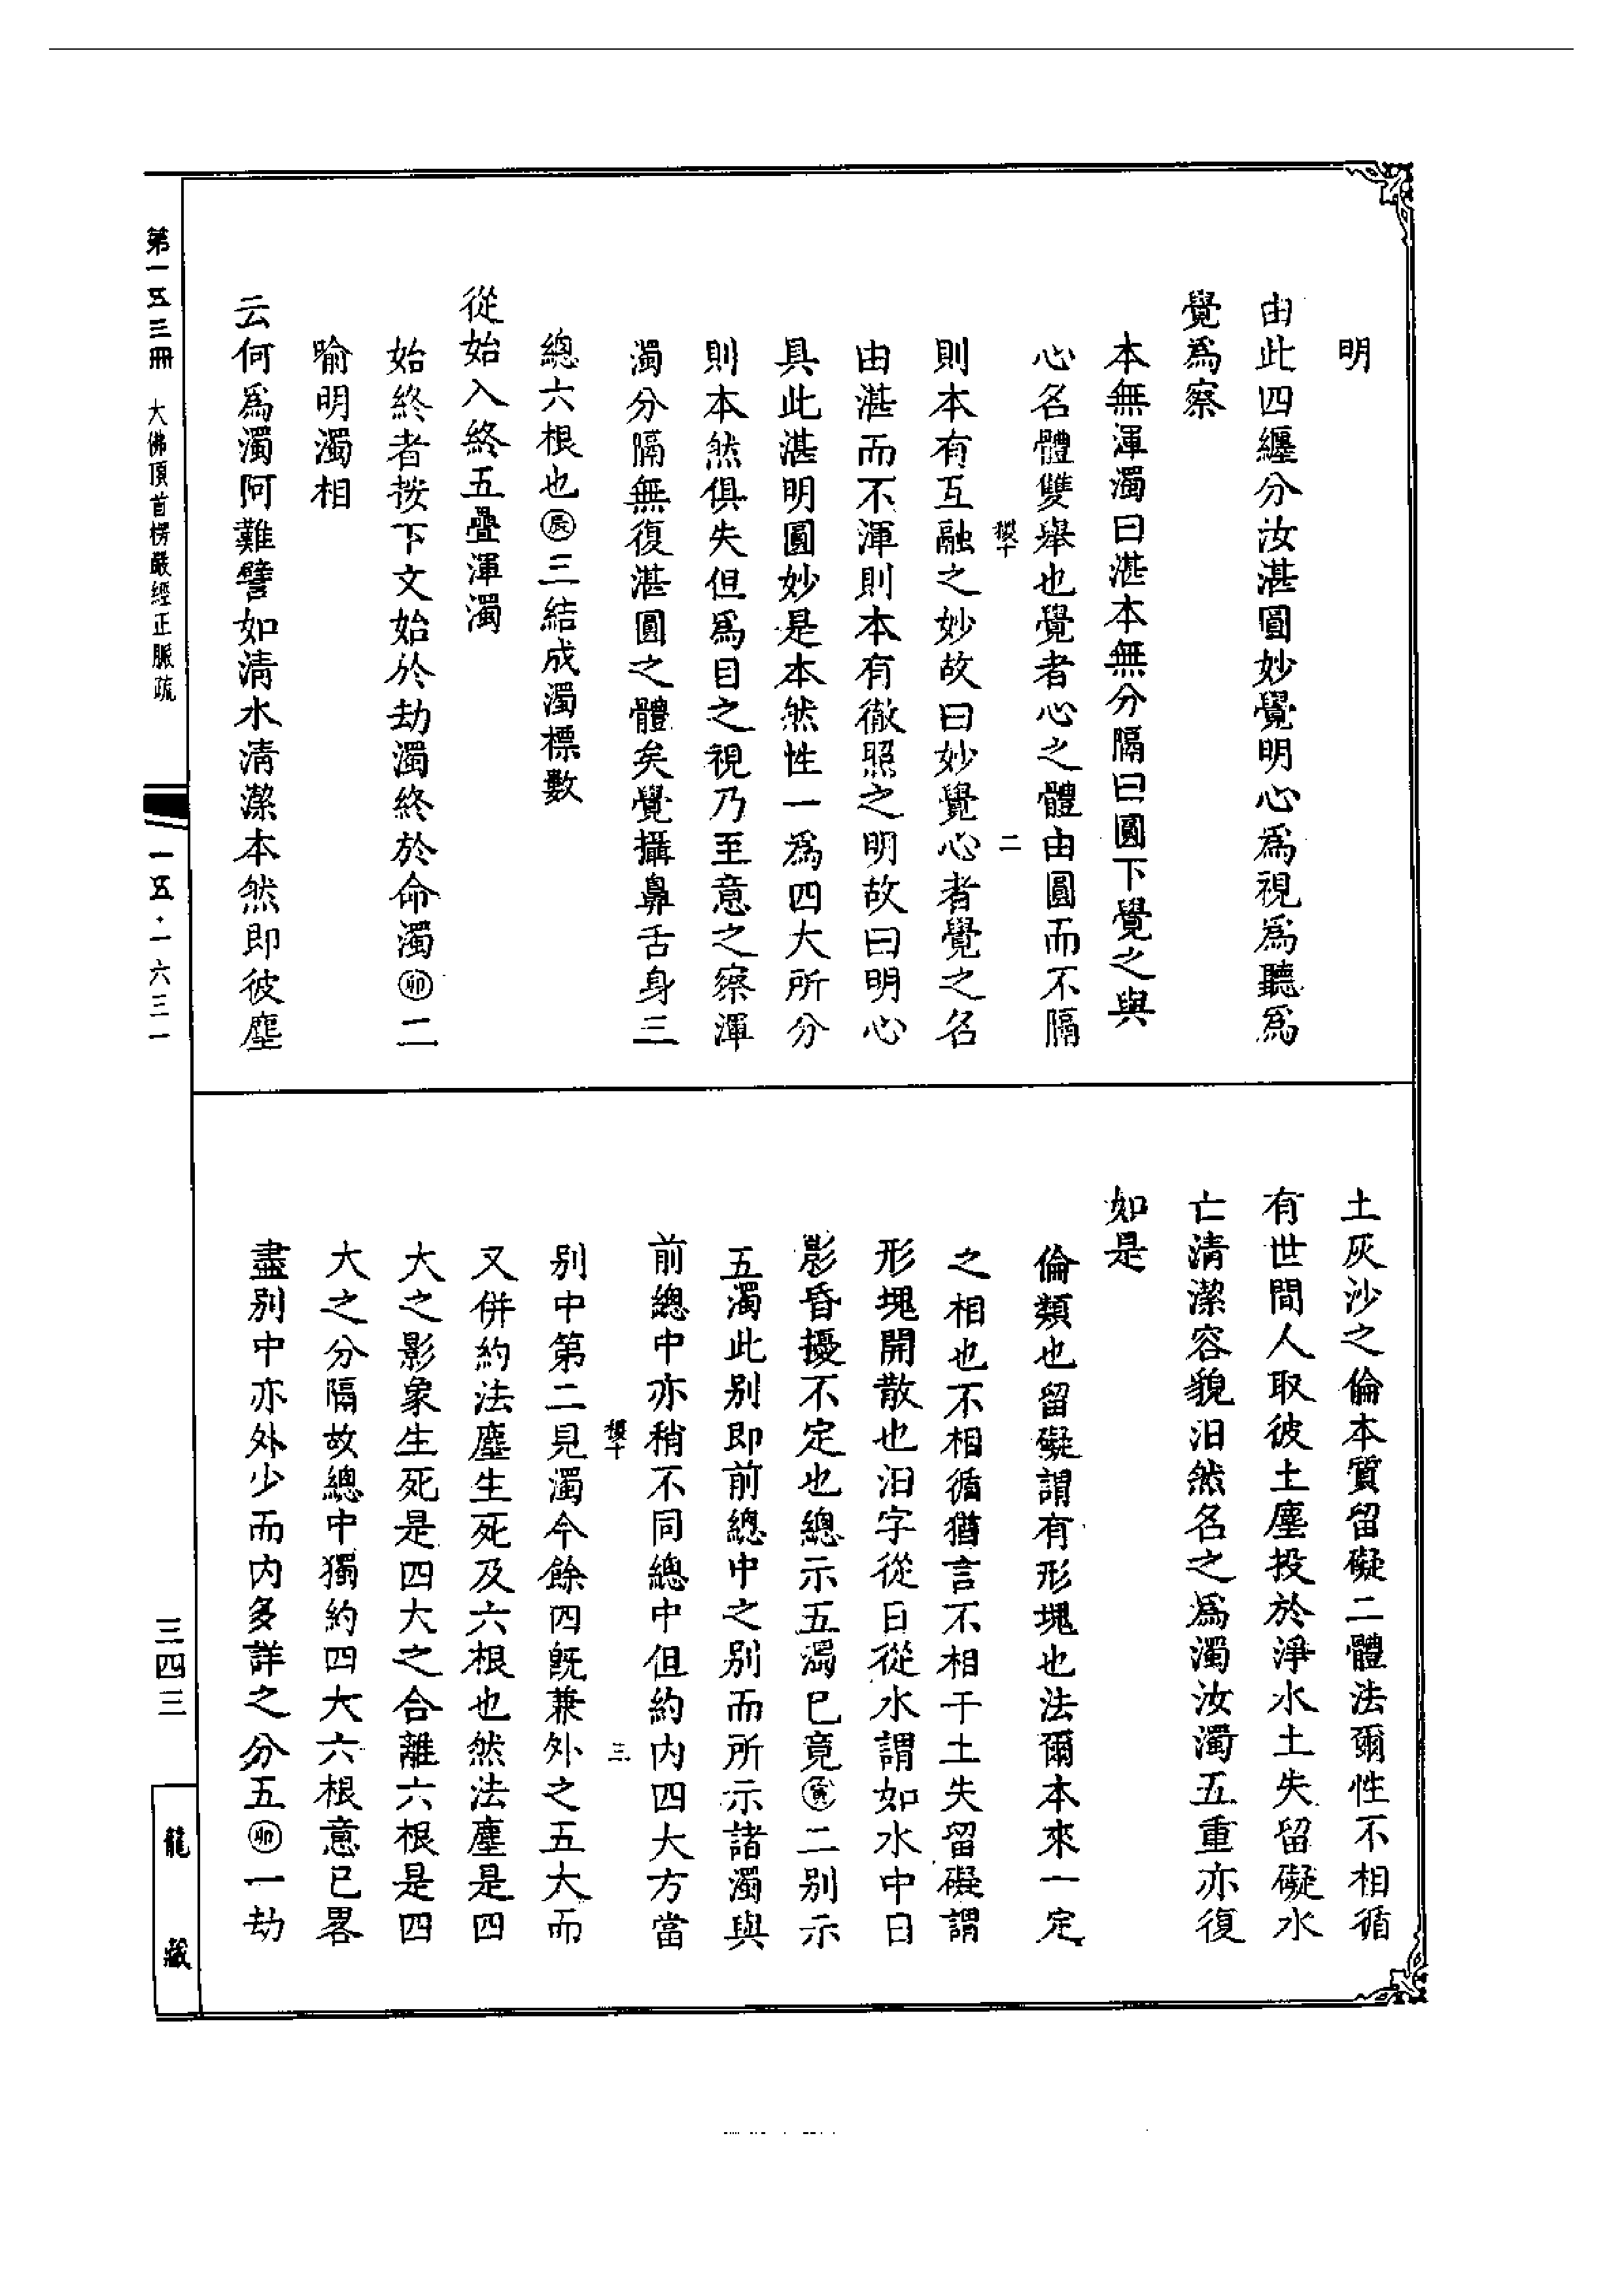 明
由此四纏分汝湛圓妙覺明心為視為聽為
覺為察
本無渾濁曰湛本無分隔曰圓下覺之與
心名體雙舉也覺者心之體由圓而不隔
則本有互融之妙故曰妙覺心者覺之名
由湛而不渾則本有徹照之明故曰明心
具此湛明圓妙是本然性一為四大所分
則本然俱失但為目之視乃至意之察渾
濁分隔無復湛圓之體矣覺攝鼻舌身三
總六根也㊀辰三結成濁標數
從始入終五疊渾濁
始終者按下文始於劫濁終於命濁卯二
喻明濁相
云何為濁阿難譬如清水清潔本然即彼塵
土灰沙之倫本質留礙二體法爾性不相循
有世間人取彼土塵投於淨水土失留礙水
亡清潔容貌汩然名之為濁汝濁五重亦復
如是
倫類也留礙謂有形塊也法爾本來一定
之相也不相循猶言不相干土失留礙謂
形塊開散也汩字從日從水謂如水中日
影昏擾不定也總示五濁已竟寅二別示
五濁此別即前總中之別而所示諸濁與
前總中亦稍不同總中但約內四大方當
別中第二見濁今餘四既兼外之五大而
又併約法塵生死及六根也然法塵是四
大之影象生死是四大之合離六根是四
大之分隔故總中獨約四大六根意已畧
盡別中亦外少而內多詳之分五卯一劫
第一五三冊 大佛頂首楞嚴經正脈疏
一五·一六三一
三四三
龍藏
二
三